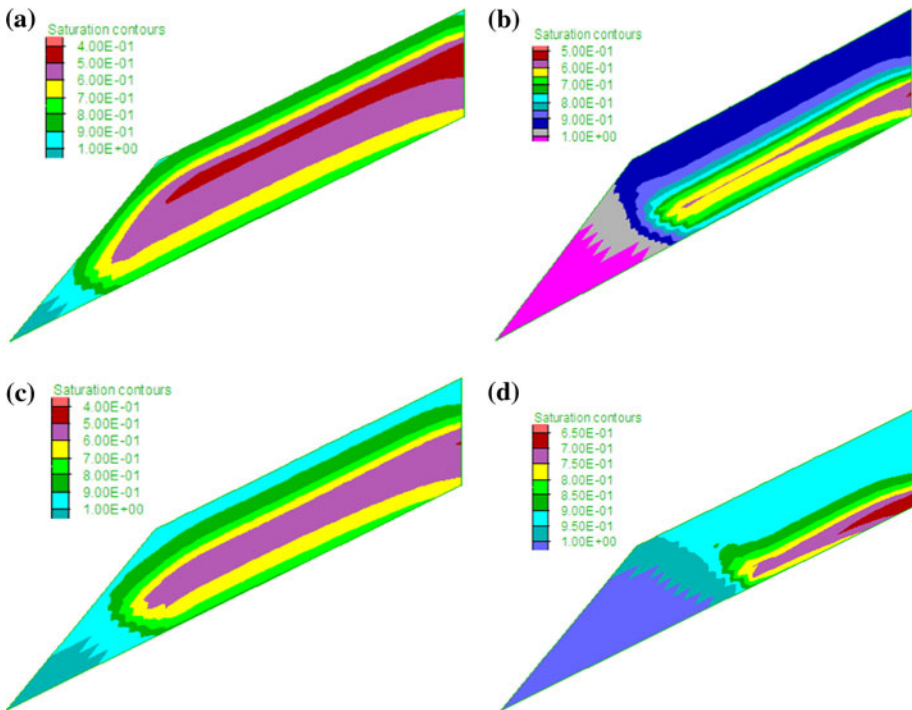 (a)
Saturation contours
4.00E-01
5.00E-01
6.00E-01
7.00E-01
8.00E-01
9.00E-01
1.00E+00
(b)
Saturation contours
5.00E-01
6.00E-01
7.00E-01
8.00E-01
9.00E-01
1.00E+00
(c)
Saturation contours
4.00E-01
5.00E-01
6.00E-01
7.00E-01
8.00E-01
9.00E-01
1.00E+00
(d)
Saturation contours
6.50E-01
7.00E-01
7.50E-01
8.00E-01
8.50E-01
9.00E-01
9.50E-01
1.00E+00